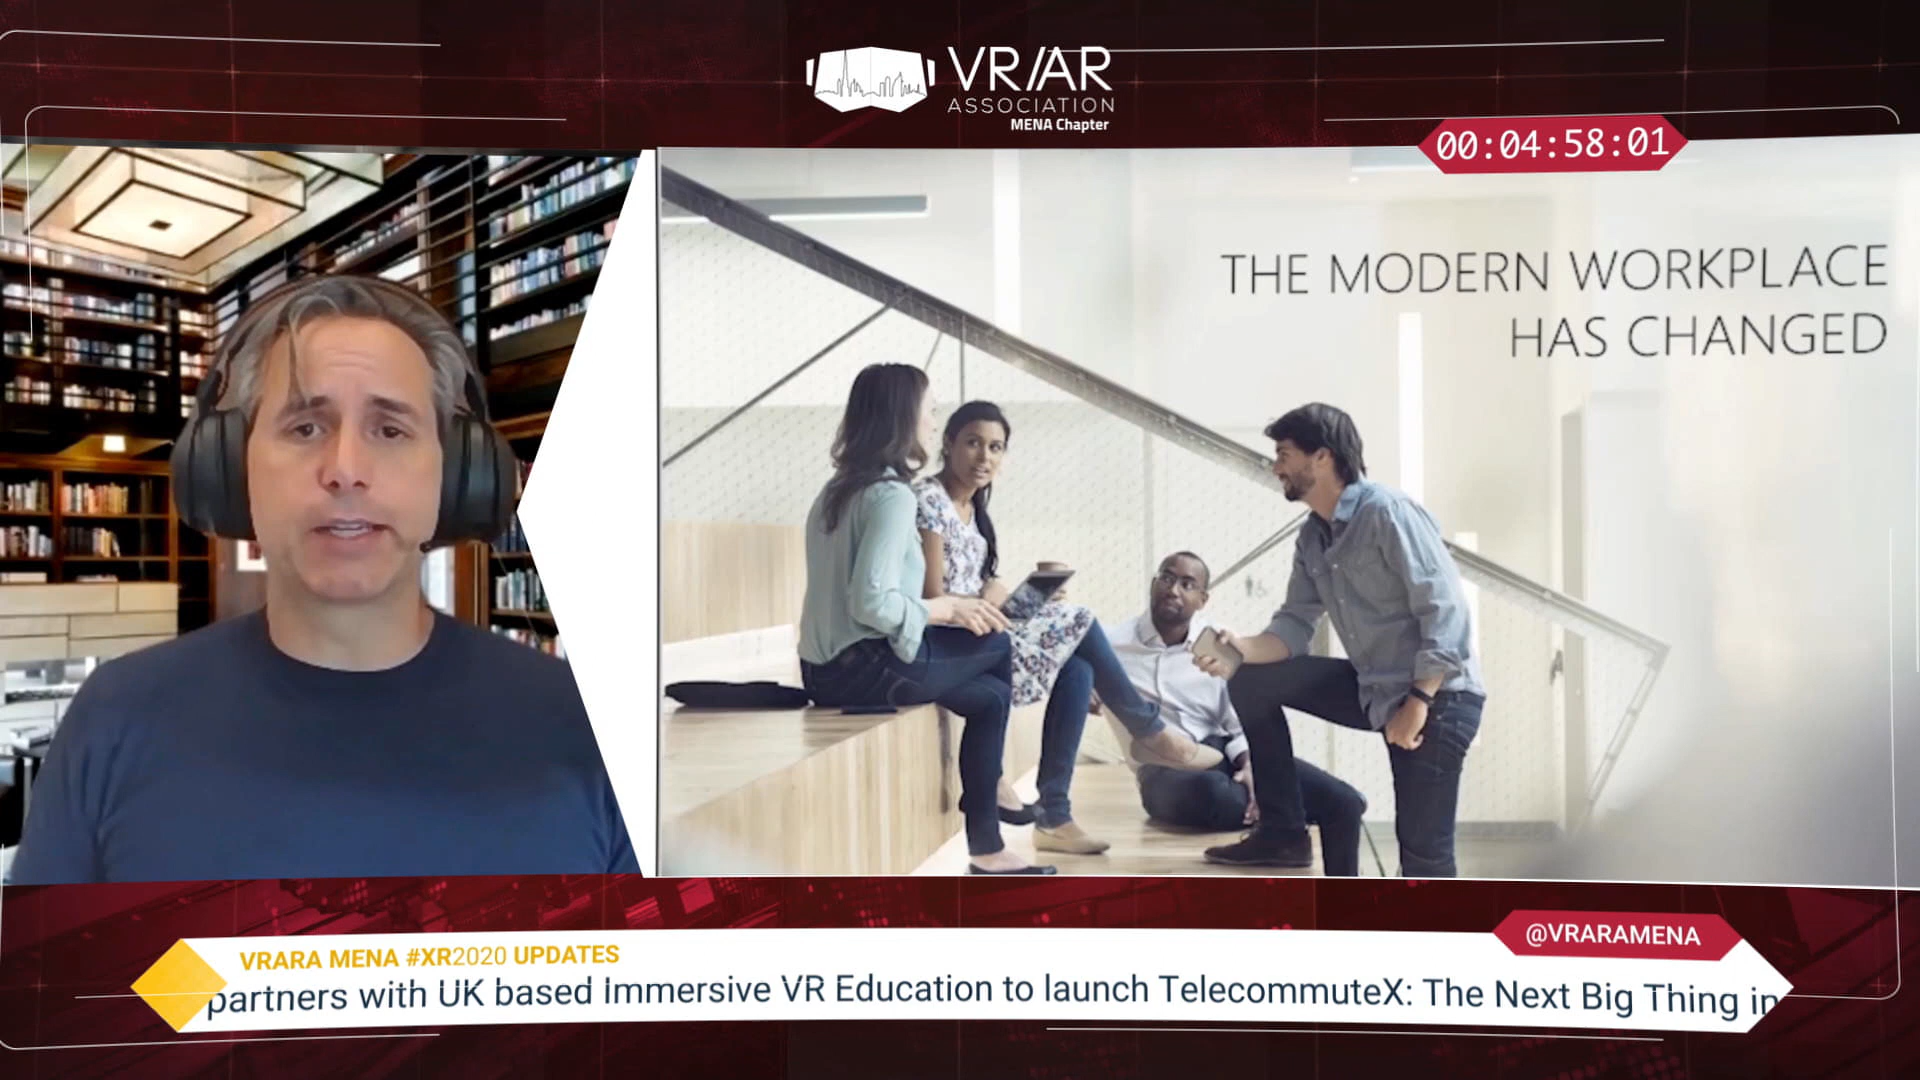 VR/AR
ASSOCIATION
MENA Chapter
00:04:58:01
THE MODERN WORKPLACE
HAS CHANGED
@VRARAMENA
VRARA MENA #XR2020 UPDATES
partners with UK based Immersive VR Education to launch TelecommuteX: The Next Big Thing in